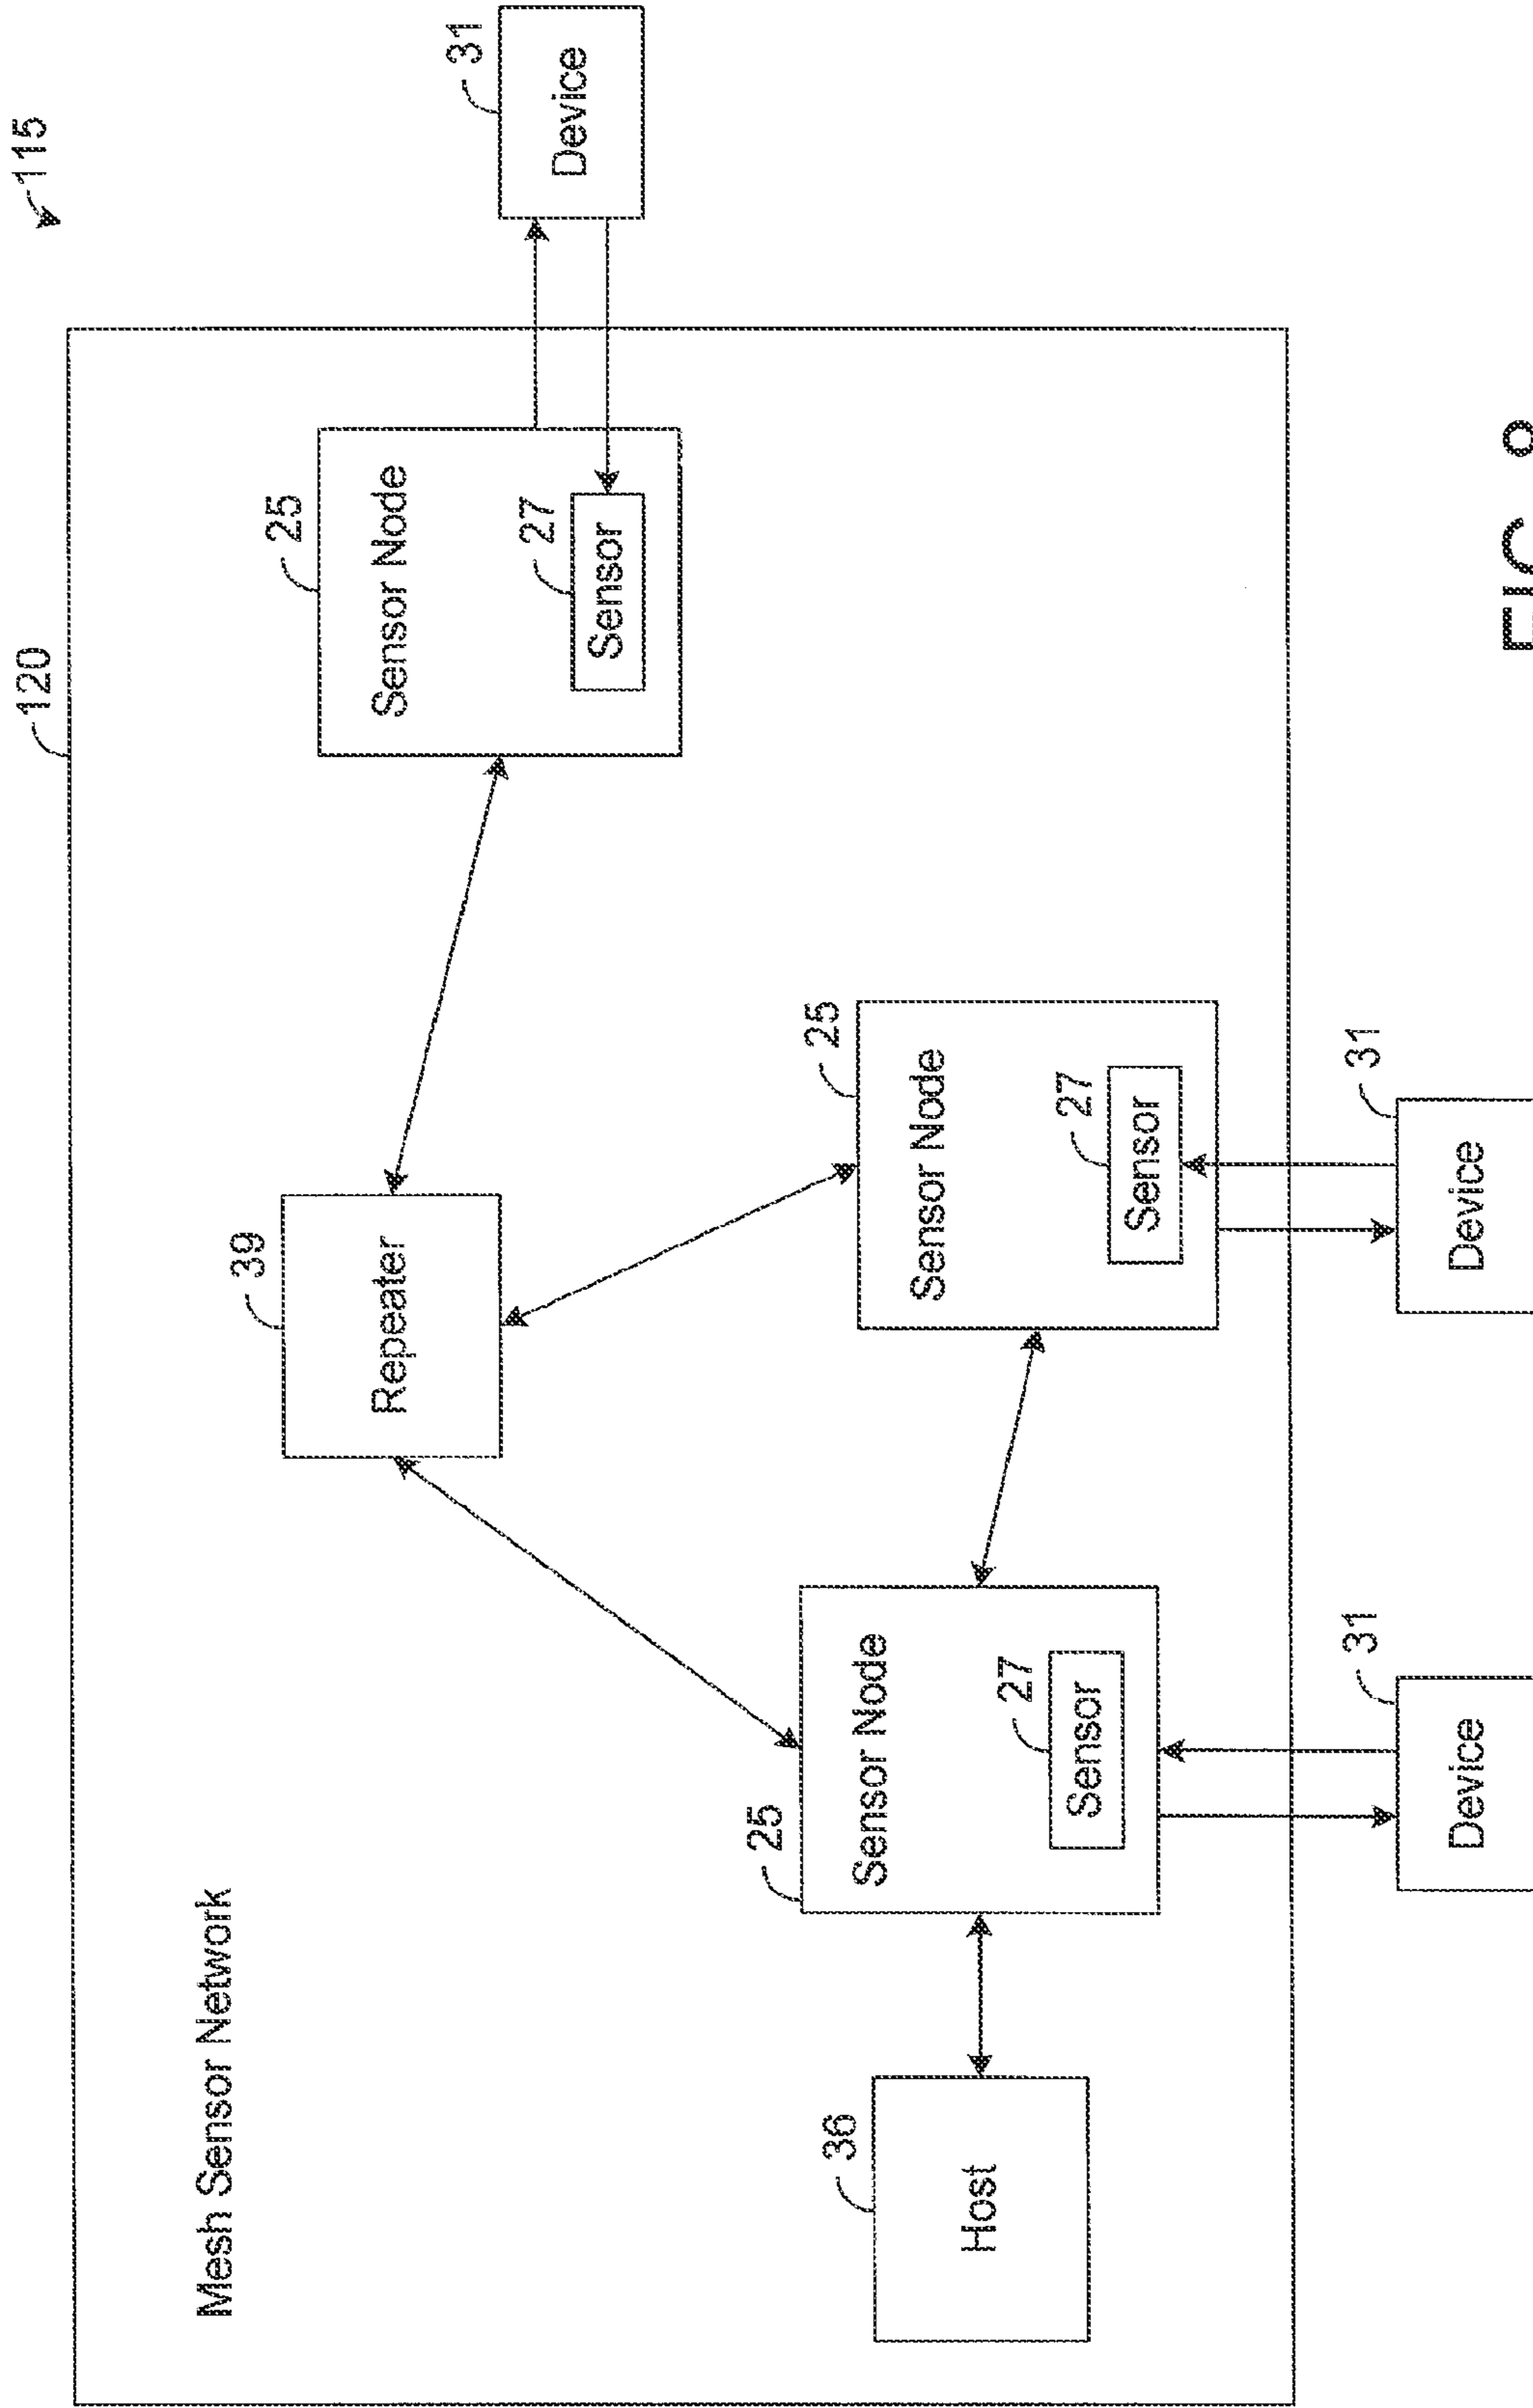 115
120
Mesh Sensor Network
39
25
Repeater
Sensor Node
31
27
Device
Sensor
25
25
36
Sensor Node
Sensor Node
Host
27
27
Sensor
Sensor
31
31
Device
Device
FIG.